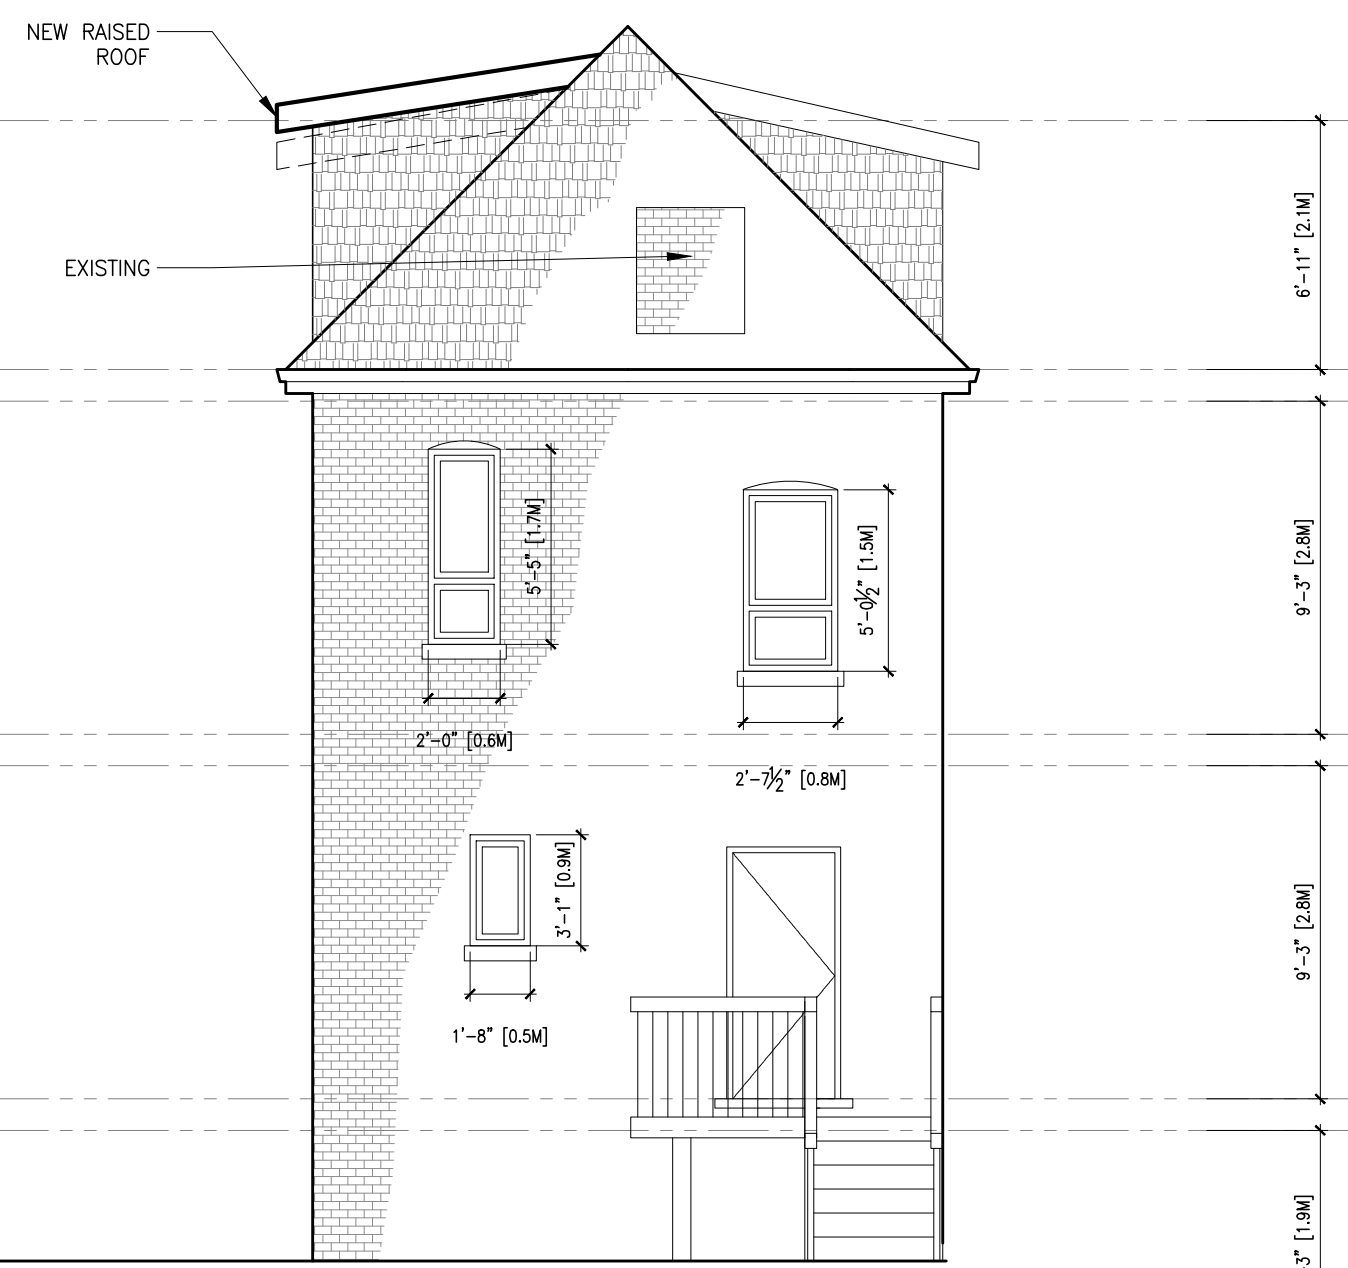 NEW RAISED
ROOF
6'-11" [2.1M]
EXISTING
5'-5" [1.7M]
5'-0½" [1.5M]
9'-3" [2.8M]
2'-0" [0.6M]
2'-7½" [0.8M]
3'-1" [0.9M]
9'-3" [2.8M]
1'-8" [0.5M]
3" [1.9M]